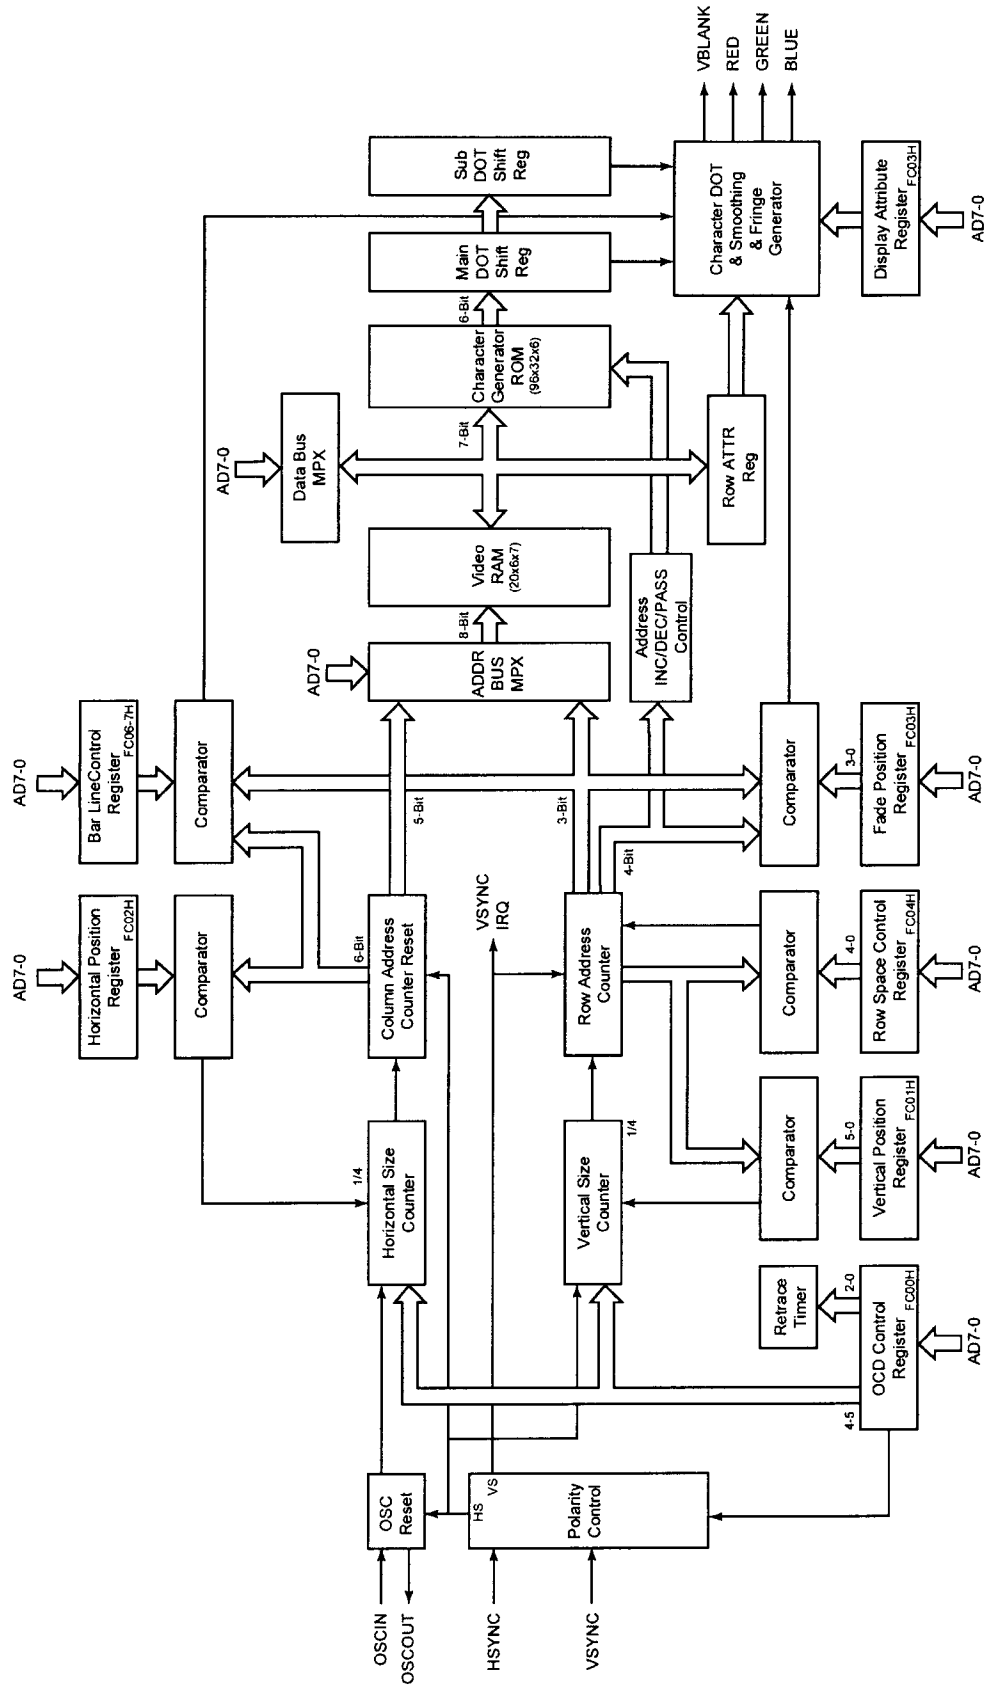 AD7-0
AD7-0
Horizontal Position
Register
FC02H
Bar LineControl
Register
FC06-7H
Comparator
Comparator
AD7-0
AD7-0
Data Bus
MPX
OSCIN
OSCOUT
OSC
Reset
1/4
Horizontal Size
Counter
6-Bit
Column Address
Counter Reset
5-Bit
ADDR
BUS
MPX
8-Bit
Video
RAM
(20x6x7)
7-Bit
Character
Generator
ROM
(96x32x6)
6-Bit
Main
DOT
Shift
Reg
Sub
DOT
Shift
Reg
HSYNC
VSYNC
HS
VS
Polarity
Control
VSYNC
IRQ
Vertical Size
Counter
1/4
Row Address
Counter
3-Bit
4-Bit
Address
INC/DEC/PASS
Control
Row ATTR
Reg
Character DOT
& Smoothing
& Fringe
Generator
VBLANK
RED
GREEN
BLUE
Retrace
Timer
Comparator
Comparator
Comparator
4-5
2-0
OCD Control
Register
FC00H
5-0
Vertical Position
Register
FC01H
4-0
Row Space Control
Register
FC04H
3-0
Fade Position
Register
FC03H
Display Attribute
Register
FC03H
AD7-0
AD7-0
AD7-0
AD7-0
AD7-0